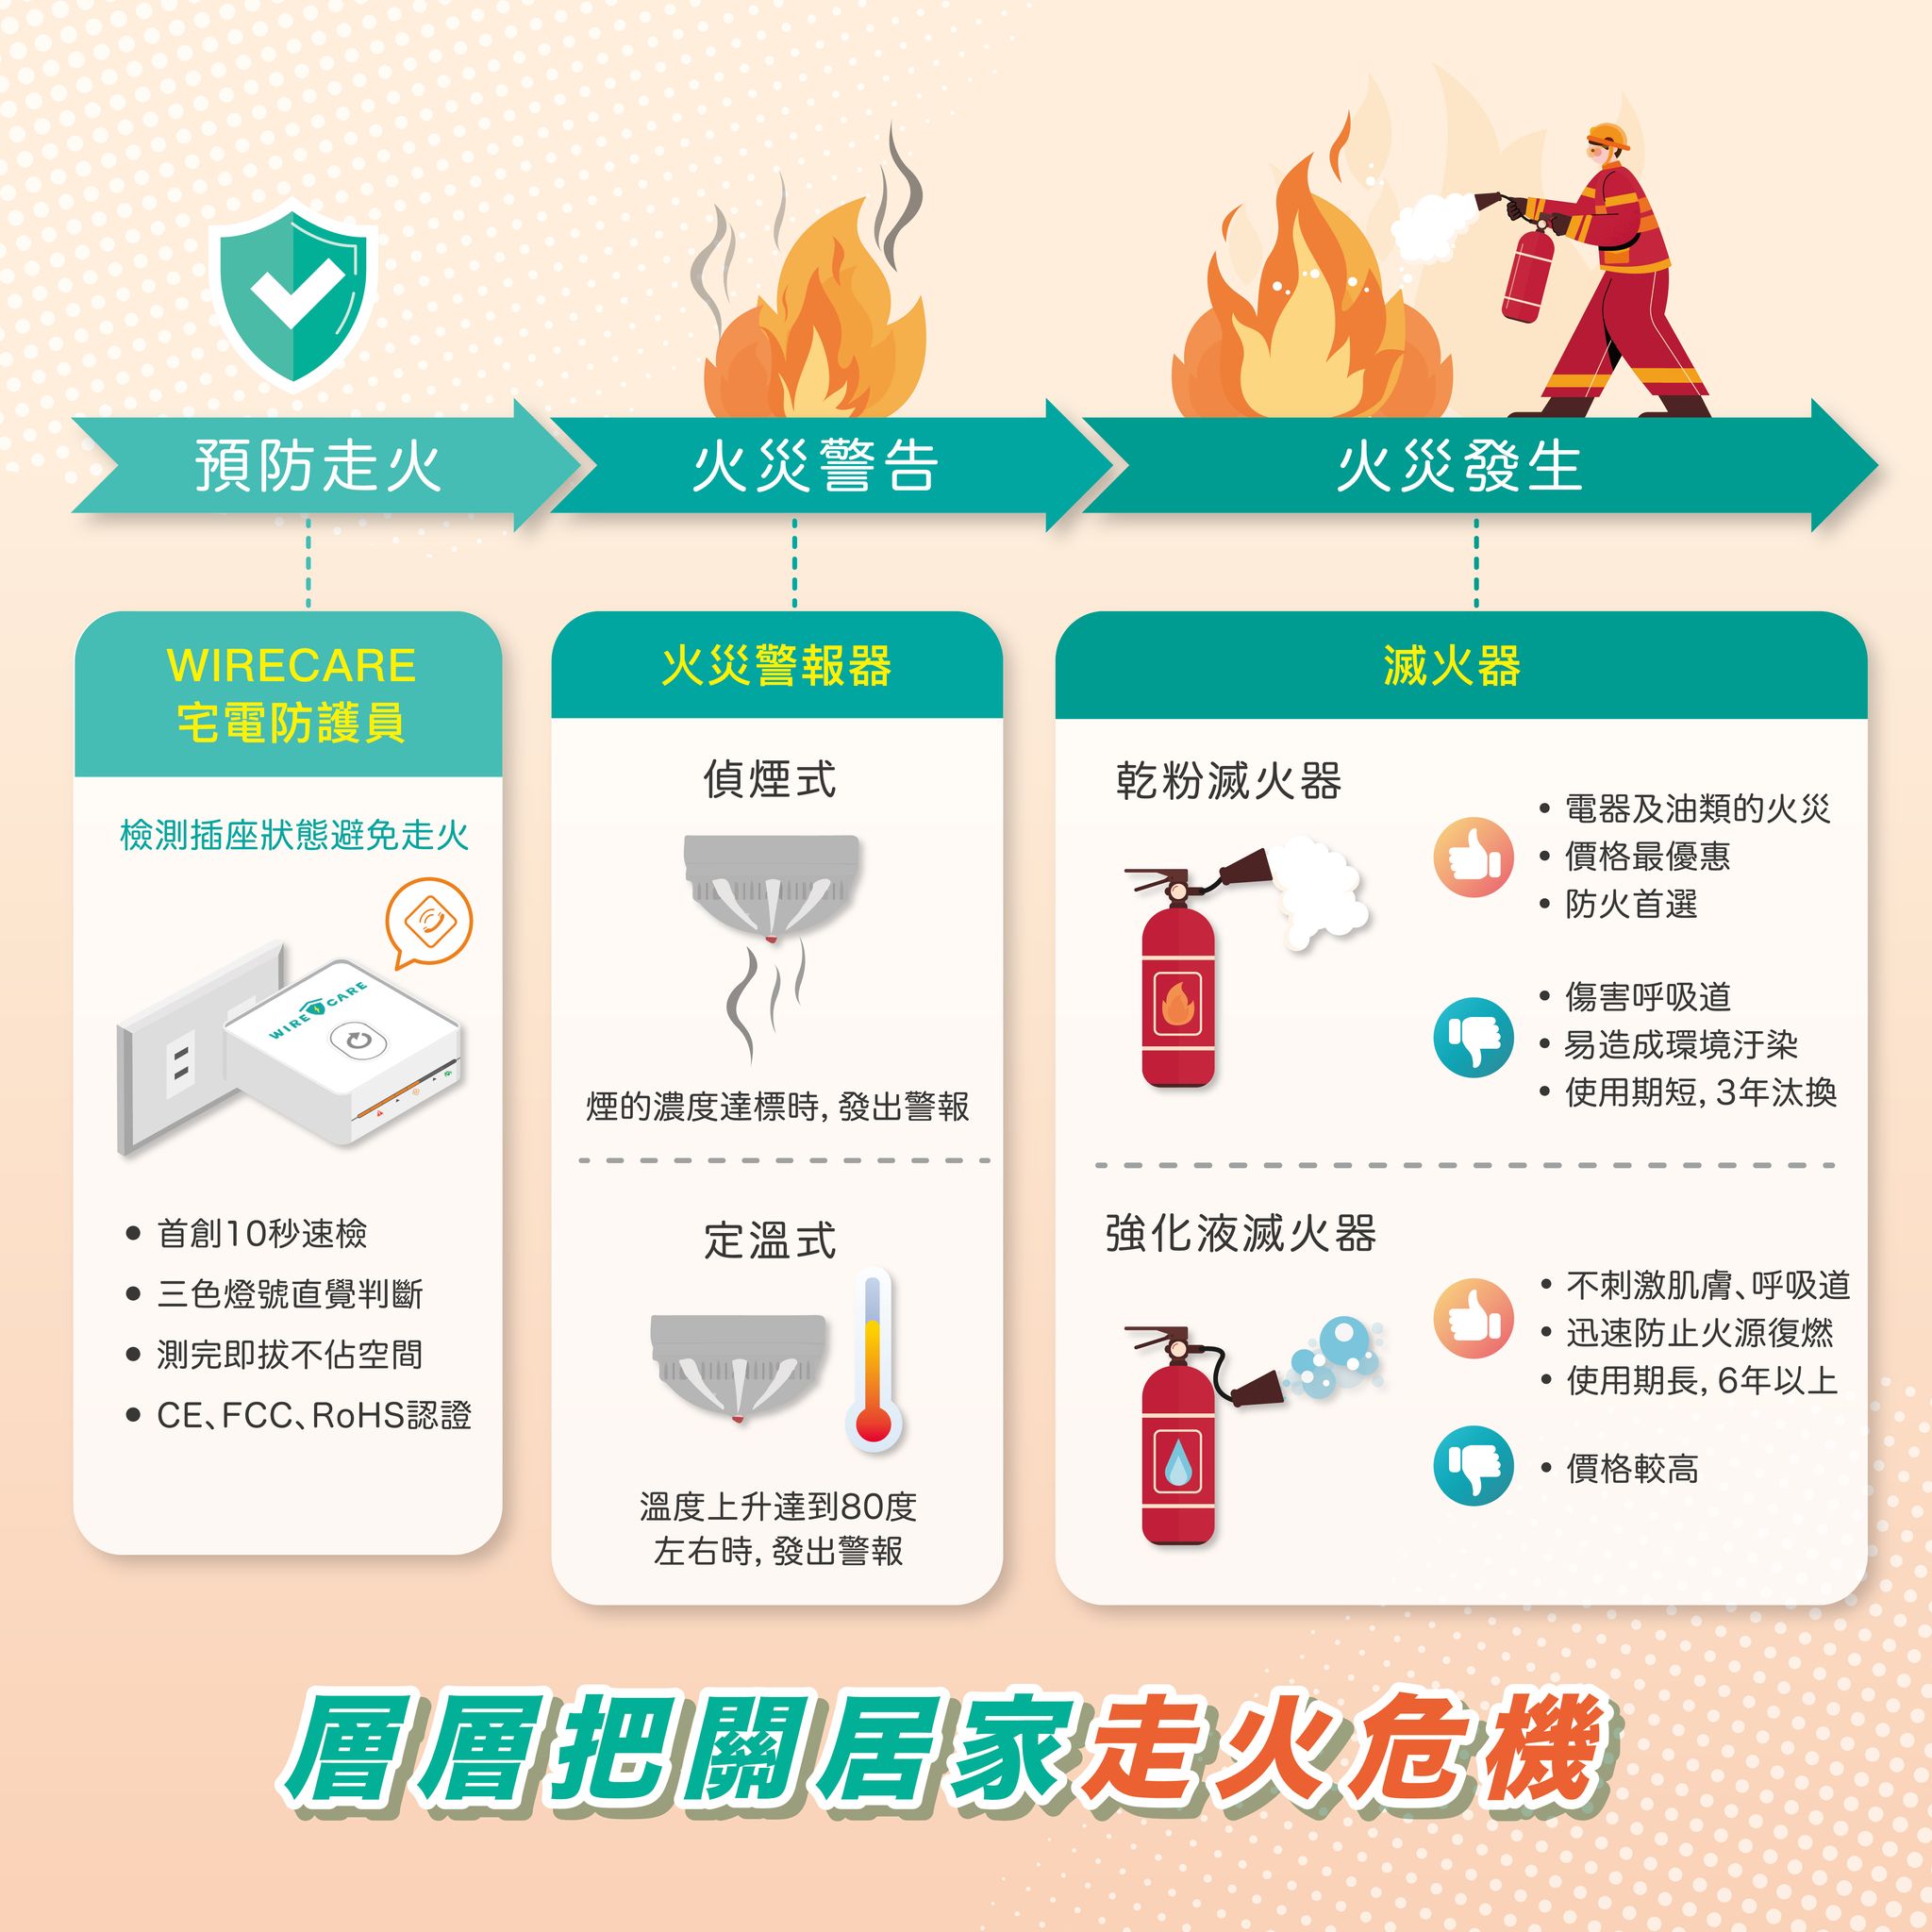 預防走火
火災警告
火災發生
WIRECARE
宅電防護員
檢測插座狀態避免走火
WIRECARE
首創10秒速檢
三色燈號直覺判斷
測完即拔不佔空間
CE、FCC、RoHS認證
火災警報器
偵煙式
煙的濃度達標時, 發出警報
定溫式
溫度上升達到80度
左右時, 發出警報
滅火器
乾粉滅火器
• 電器及油類的火災
• 價格最優惠
• 防火首選
• 傷害呼吸道
• 易造成環境汙染
• 使用期短, 3年汰換
強化液滅火器
• 不刺激肌膚、呼吸道
• 迅速防止火源復燃
• 使用期長, 6年以上
• 價格較高
層層把關居家走火危機